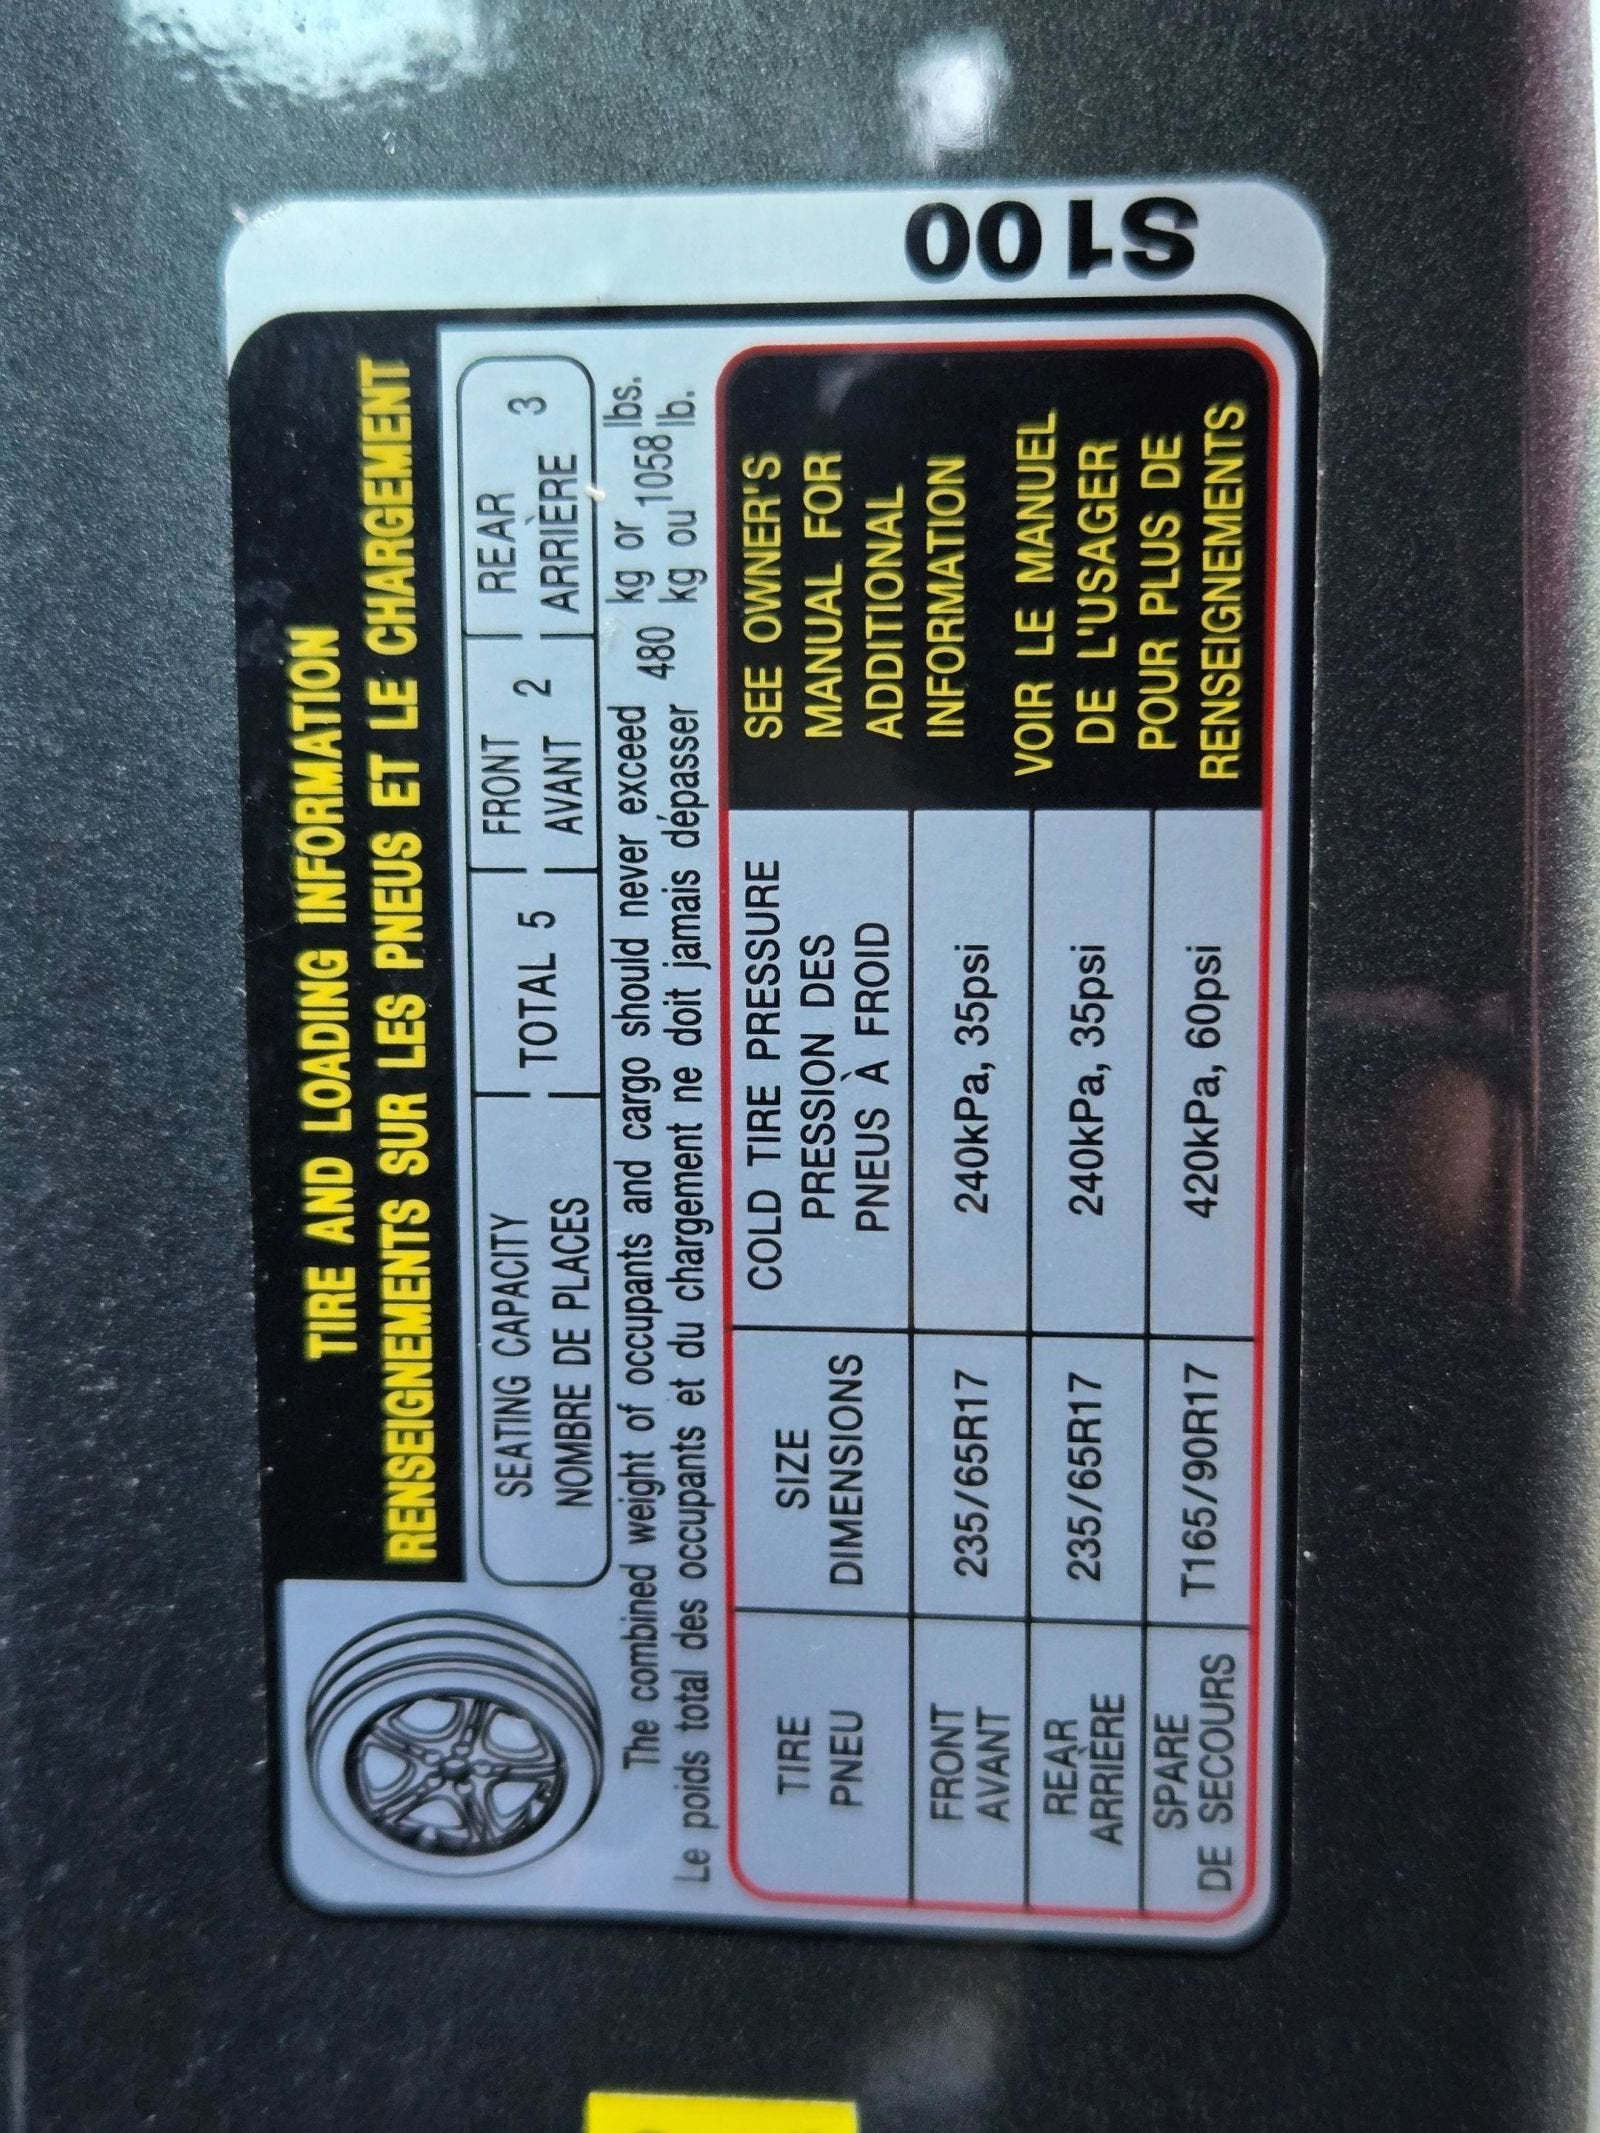 TIRE AND LOADING INFORMATION
RENSEIGNEMENTS SUR LES PNEUS ET LE CHARGEMENT
SEATING CAPACITY
NOMBRE DE PLACES
TOTAL 5
FRONT
AVANT 2
REAR
ARRIÈRE 3
The combined weight of occupants and cargo should never exceed 480 kg or 1058 lbs.
Le poids total des occupants et du chargement ne doit jamais dépasser kg ou lb.
TIRE
PNEU
SIZE
DIMENSIONS
COLD TIRE PRESSURE
PRESSION DES
PNEUS À FROID
FRONT
AVANT
235/65R17
240kPa, 35psi
REAR
ARRIÈRE
235/65R17
240kPa, 35psi
SPARE
DE SECOURS
T165/90R17
420kPa, 60psi
SEE OWNER'S
MANUAL FOR
ADDITIONAL
INFORMATION
VOIR LE MANUEL
DE L'USAGER
POUR PLUS DE
RENSEIGNEMENTS
S100